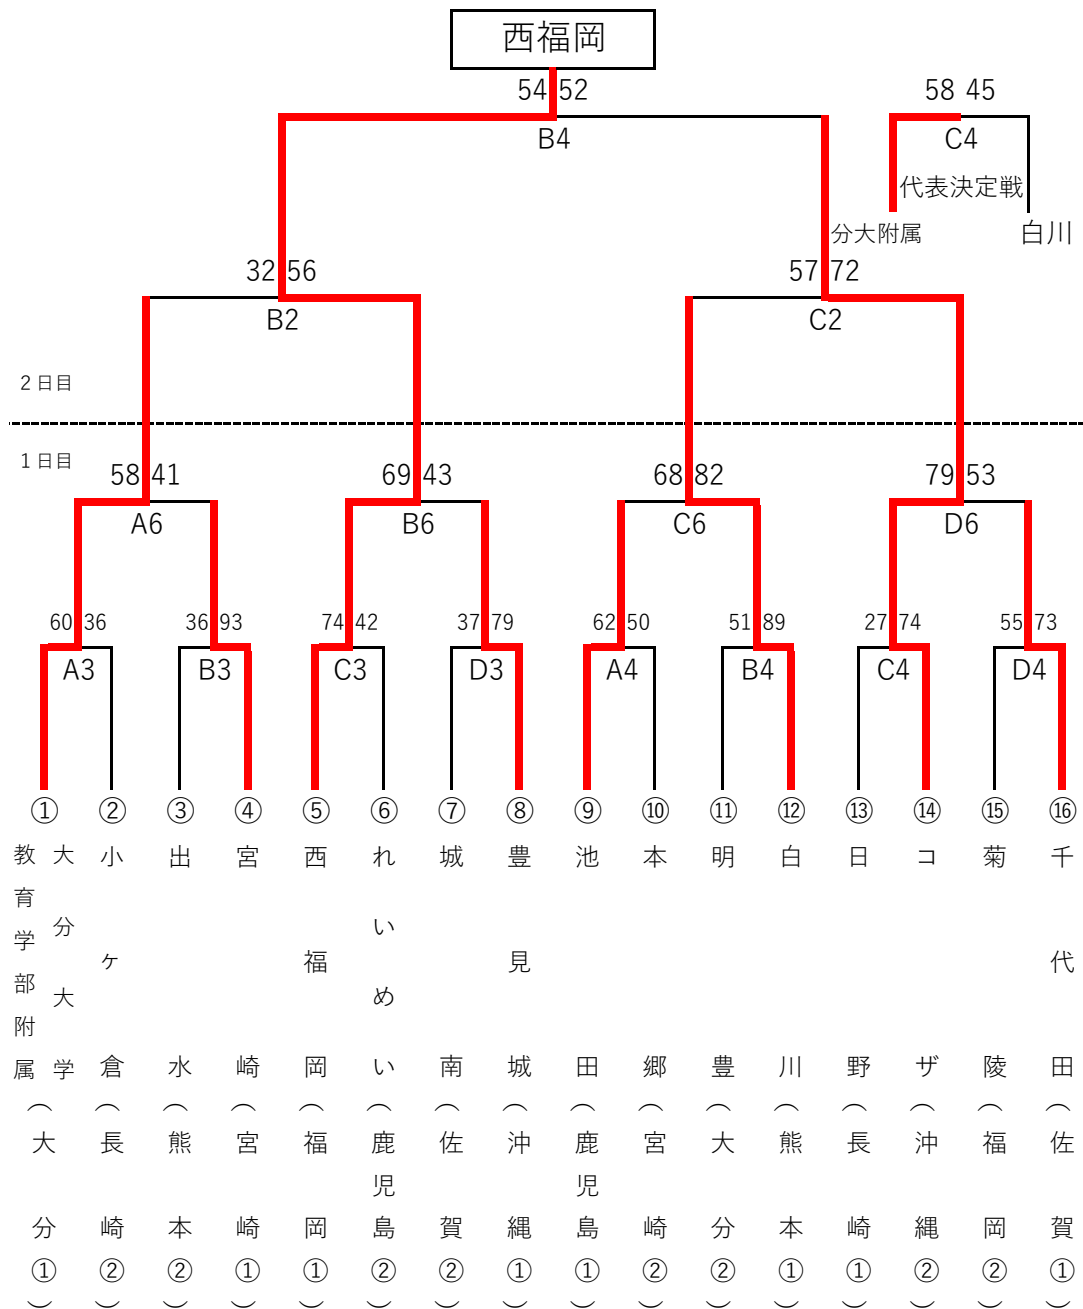 西福岡
54 52
B4
58 45
C4
代表決定戦
分大附属
白川
32 56
B2
57 72
C2
2日目
1日目
58 41
A6
69 43
B6
68 82
C6
79 53
D6
60 36
A3
36 93
B3
74 42
C3
37 79
D3
62 50
A4
51 89
B4
27 74
C4
55 73
D4
① 大分大学教育学部附属(大分①)
② 小ヶ倉(長崎②)
③ 出水(熊本②)
④ 宮崎(宮崎①)
⑤ 西福岡(福岡①)
⑥ れいめい(鹿児島②)
⑦ 城南(佐賀②)
⑧ 豊見城(沖縄①)
⑨ 池田(鹿児島①)
⑩ 本郷(宮崎②)
⑪ 明豊(大分②)
⑫ 白川(熊本①)
⑬ 日野(長崎①)
⑭ コザ(沖縄②)
⑮ 菊陵(福岡②)
⑯ 千代田(佐賀①)